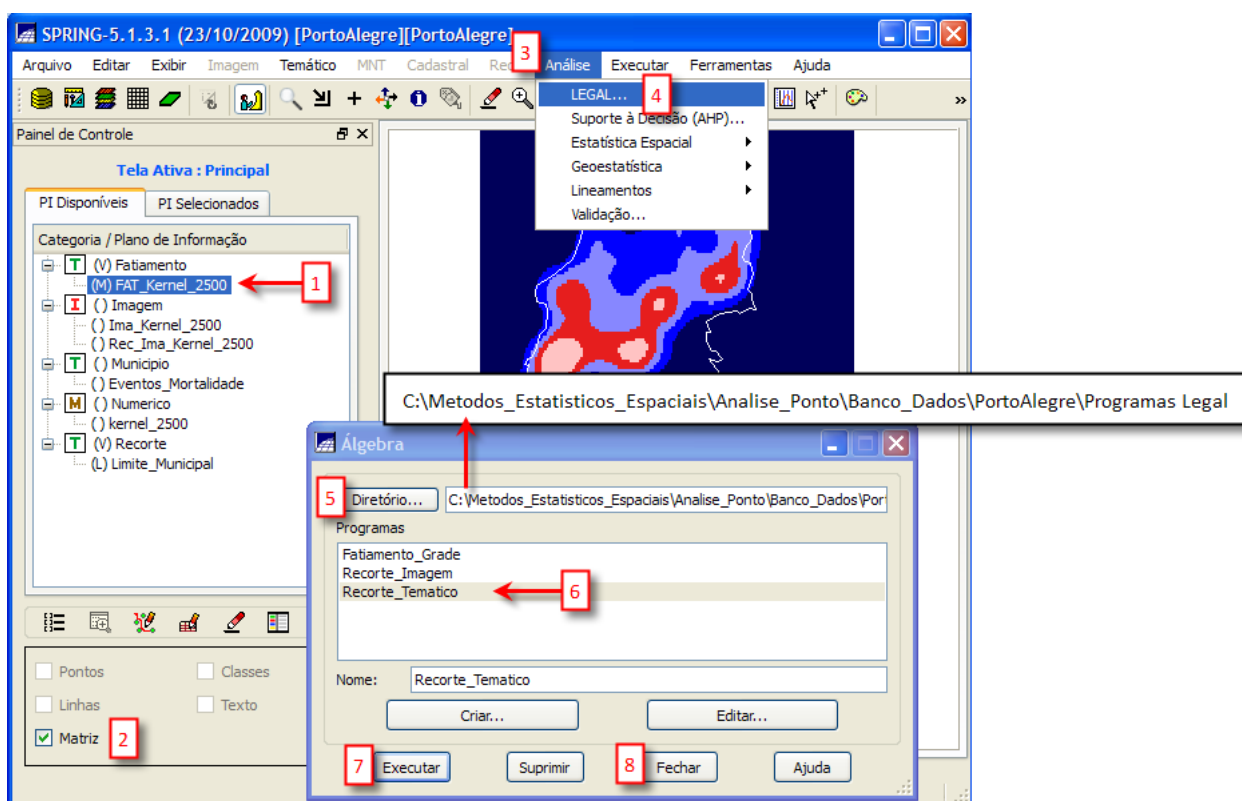 SPRING-5.1.3.1 (23/10/2009) [PortoAlegre][PortoAlegre]
3
Arquivo Editar Exibir Imagem Temático MNT Cadastral Análise Executar Ferramentas Ajuda
LEGAL...
4
Suporte à Decisão (AHP)...
Estatística Espacial
Geoestatística
Lineamentos
Validação...
»
Painel de Controle
Tela Ativa : Principal
PI Disponíveis PI Selecionados
Categoria / Plano de Informação
T (V) Fatiamento
(M) FAT_Kernel_2500
1
I ( ) Imagem
( ) Ima_Kernel_2500
( ) Rec_Ima_Kernel_2500
T ( ) Municipio
( ) Eventos_Mortalidade
M ( ) Numerico
( ) kernel_2500
T (V) Recorte
(L) Limite_Municipal
C:\Metodos_Estatisticos_Espaciais\Analise_Ponto\Banco_Dados\PortoAlegre\Programas Legal
Álgebra
5 Diretório... C:\Metodos_Estatisticos_Espaciais\Analise_Ponto\Banco_Dados\Por
Programas
Fatiamento_Grade
Recorte_Imagem
Recorte_Tematico
6
Nome: Recorte_Tematico
Criar... Editar...
7 Executar Suprimir 8 Fechar Ajuda
Pontos Classes
Linhas Texto
Matriz 2